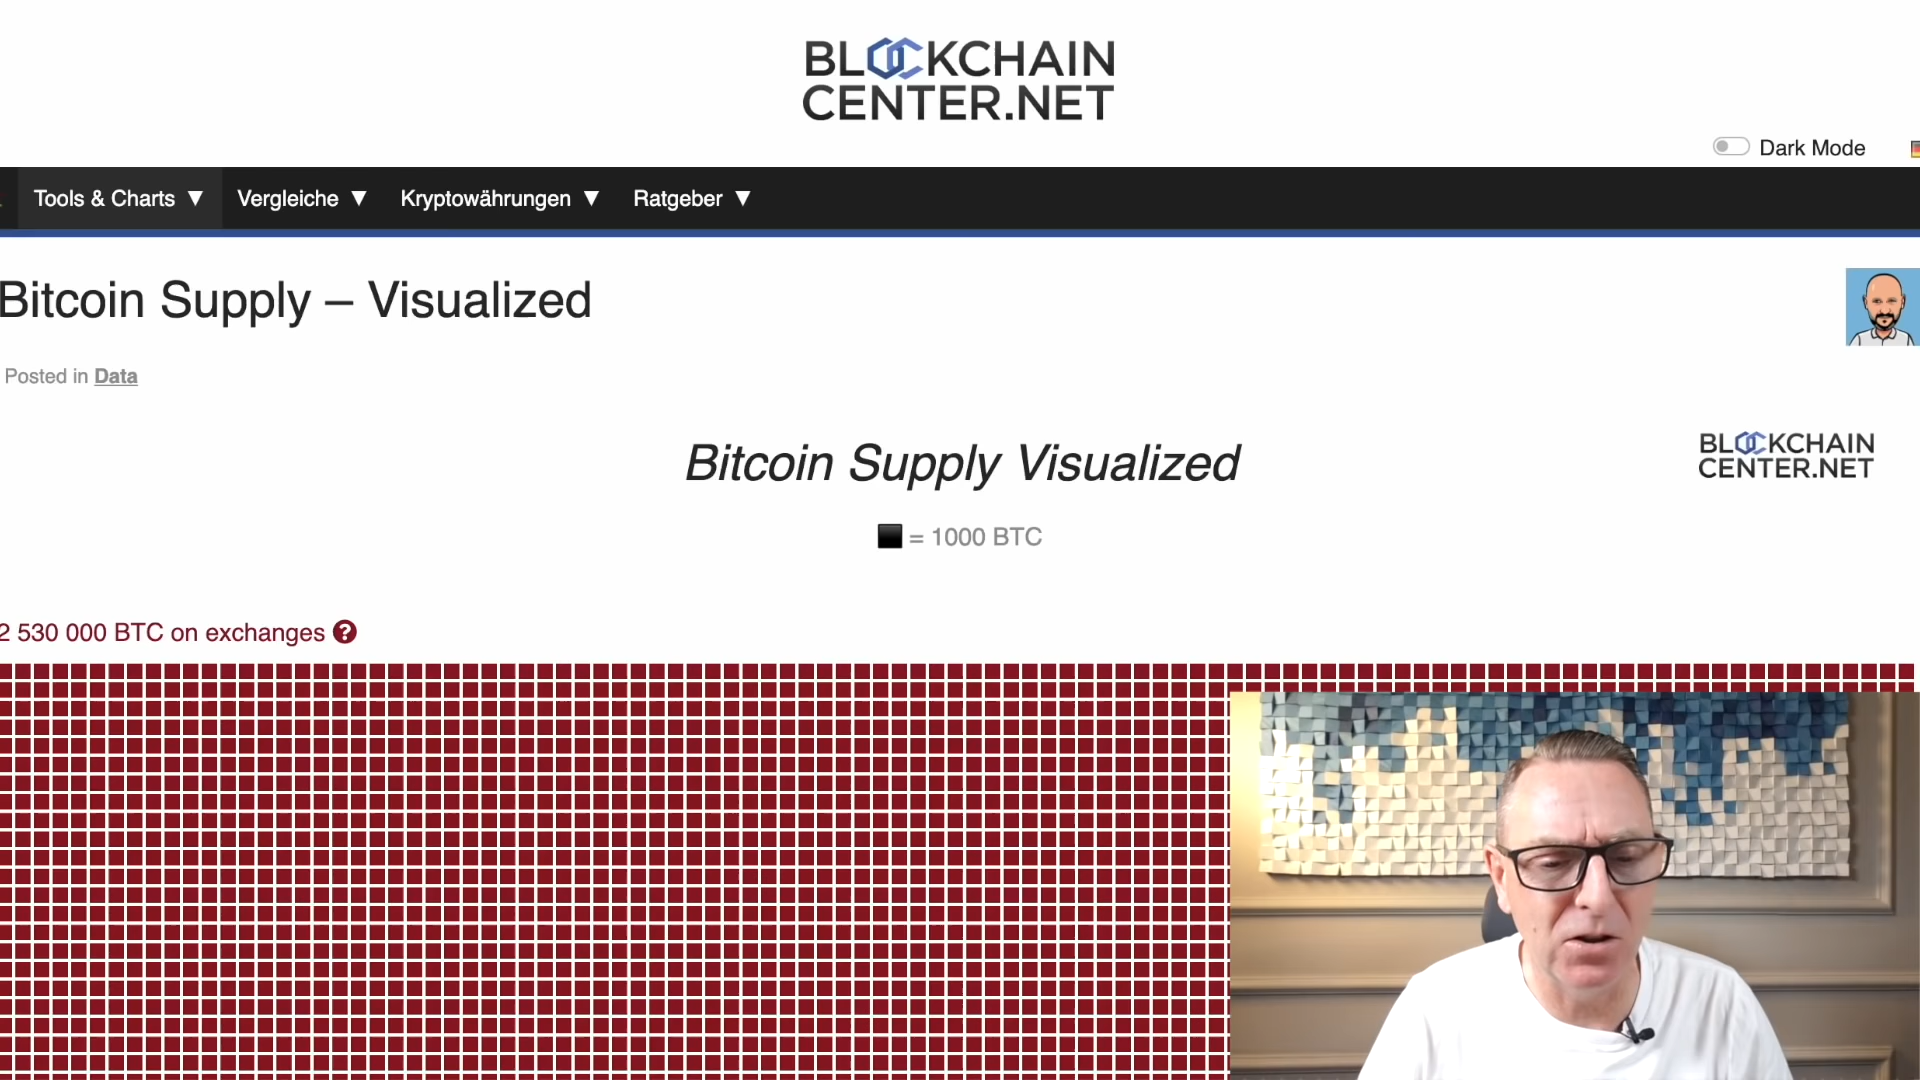 BLOCKCHAIN
CENTER.NET
Dark Mode
Tools & Charts ▼ Vergleiche ▼ Kryptowährungen ▼ Ratgeber ▼
Bitcoin Supply – Visualized
Posted in Data
Bitcoin Supply Visualized
BLOCKCHAIN
CENTER.NET
= 1000 BTC
2 530 000 BTC on exchanges ?